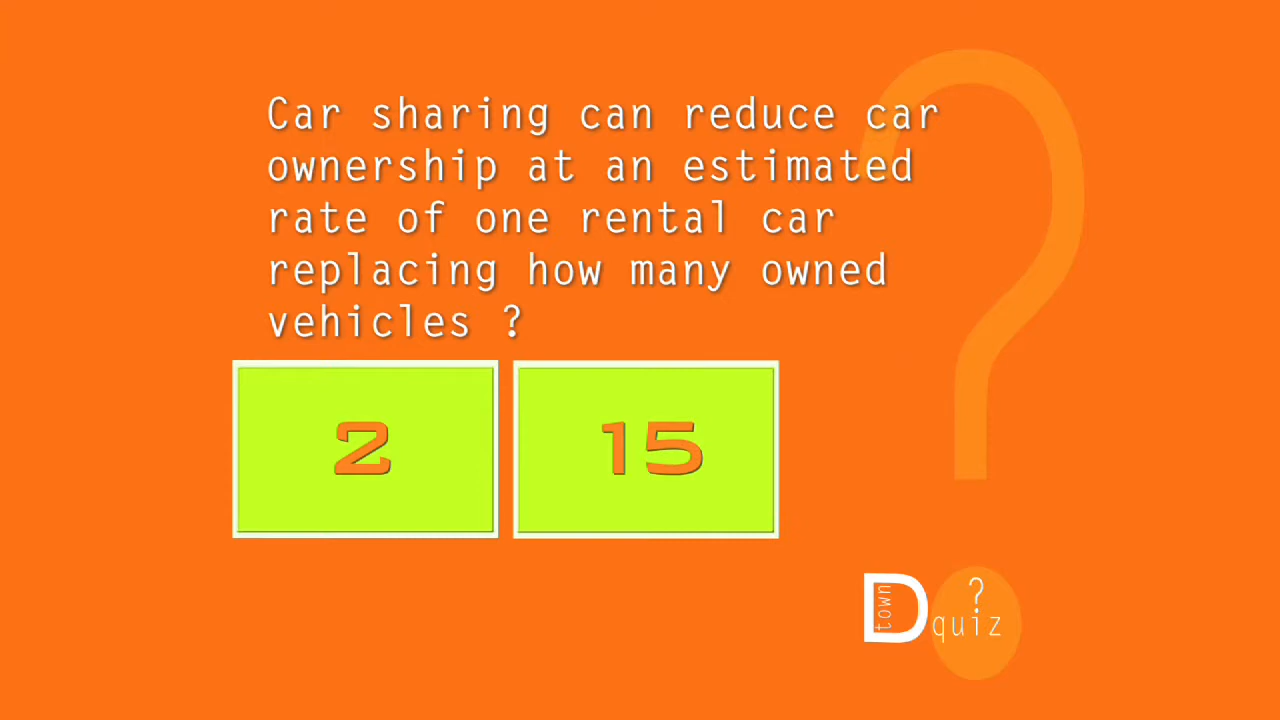 Car sharing can reduce car
ownership at an estimated
rate of one rental car
replacing how many owned
vehicles ?
2
15
D
town
?
quiz